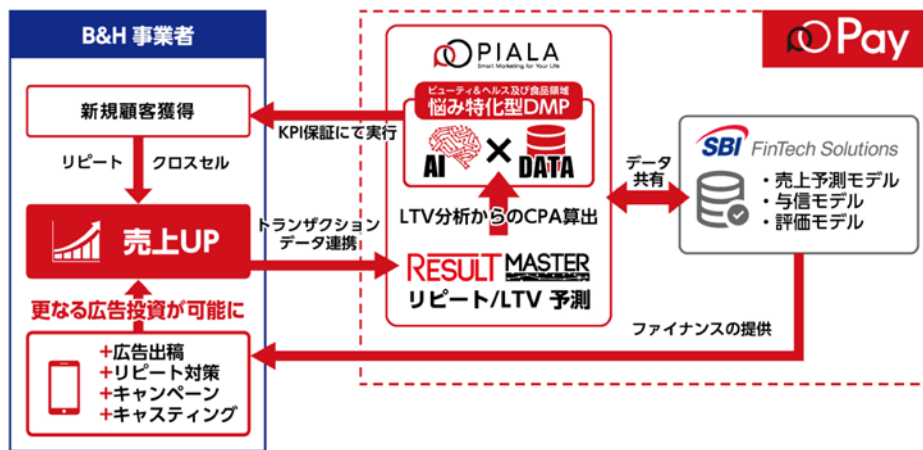 B&H 事業者
新規顧客獲得
リピート
クロスセル
売上UP
更なる広告投資が可能に
+広告出稿
+リピート対策
+キャンペーン
+キャスティング
KPI保証にて実行
トランザクション
データ連携
PIALA
Smart Marketing for Your Life
ビューティ&ヘルス及び食品領域
悩み特化型DMP
AI × DATA
LTV分析からのCPA算出
RESULT MASTER
リピート/LTV 予測
データ
共有
Pay
SBI FinTech Solutions
・売上予測モデル
・与信モデル
・評価モデル
ファイナンスの提供